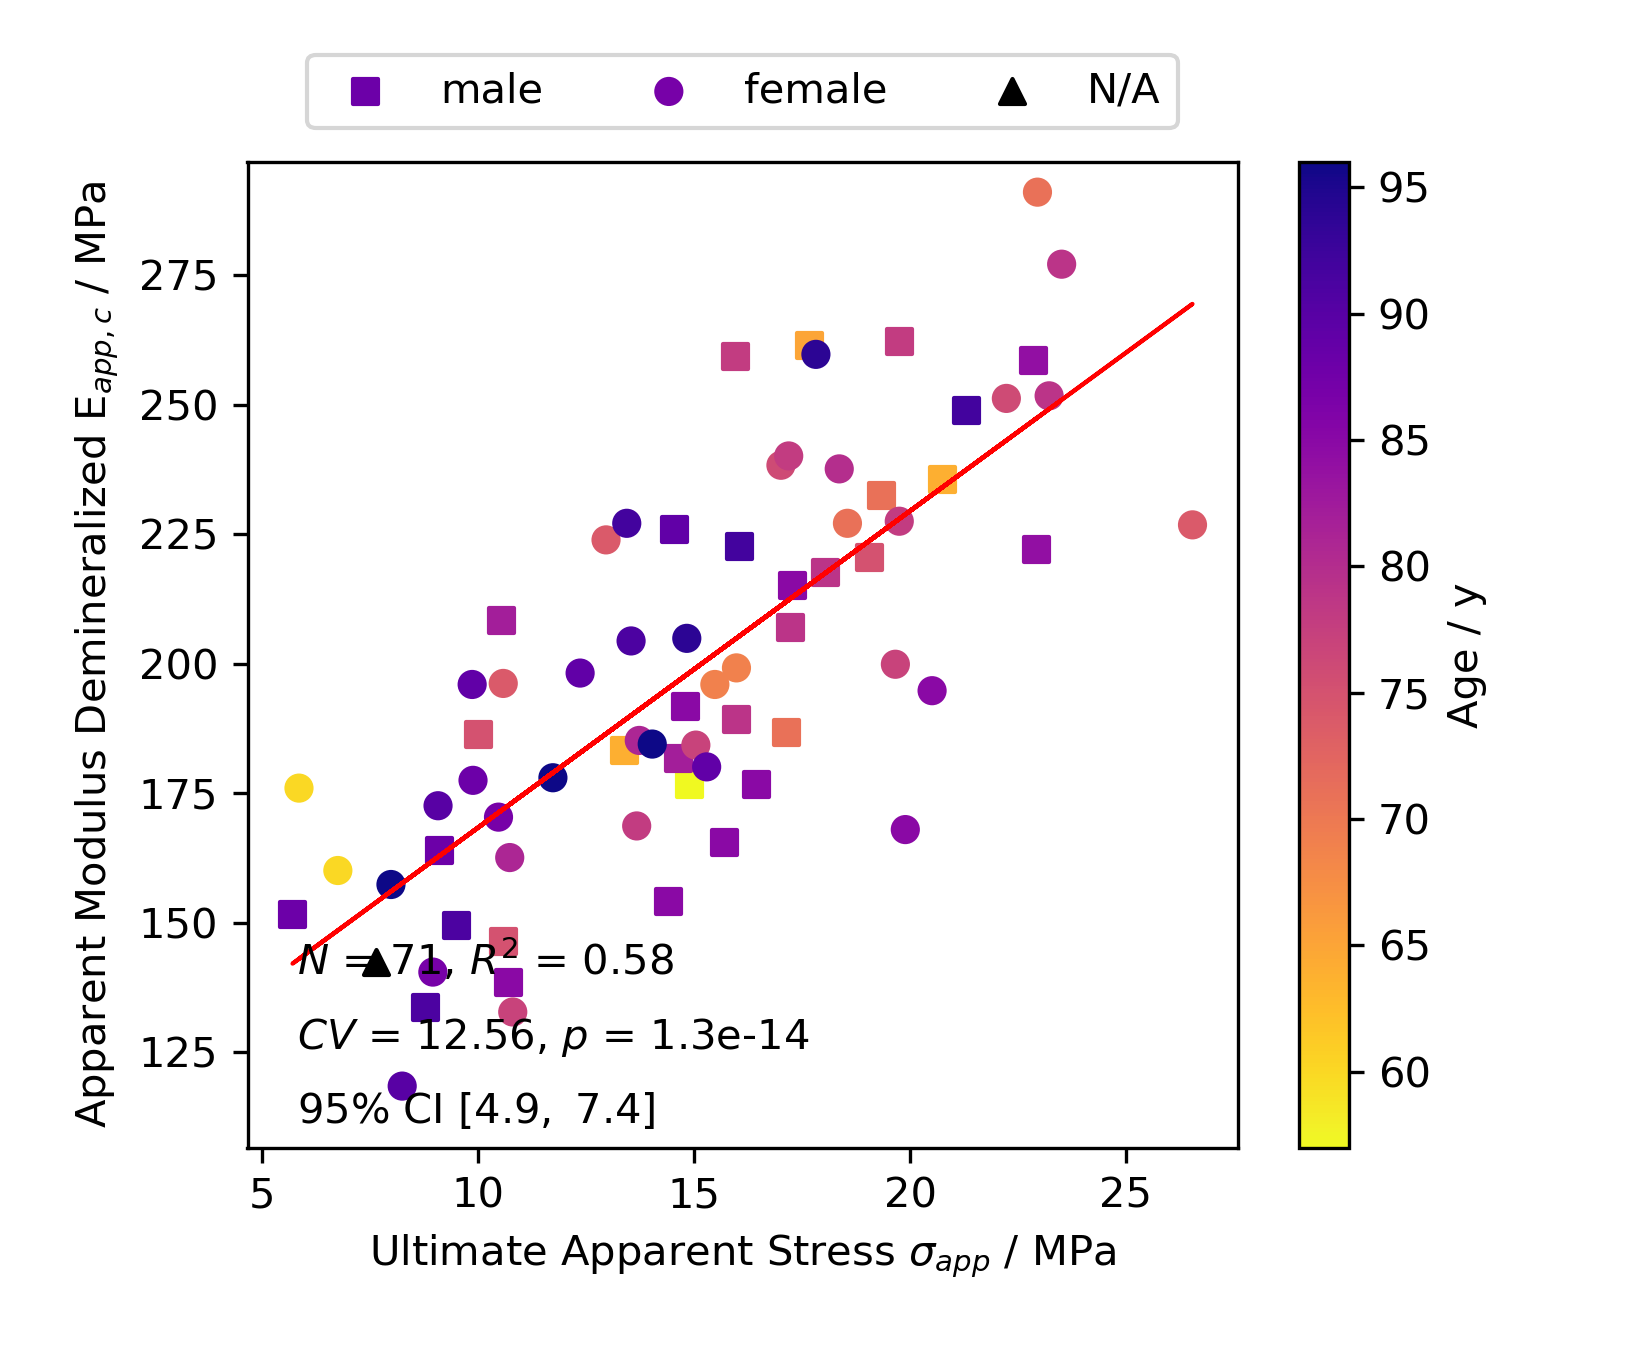 male female N/A
275
250
225
200
175
150
125
Apparent Modulus Demineralized E_app, c / MPa
N = 71, R² = 0.58
CV = 12.56, p = 1.3e-14
95% CI [4.9, 7.4]
5 10 15 20 25
Ultimate Apparent Stress σ_app / MPa
95
90
85
80
75
70
65
60
Age / y